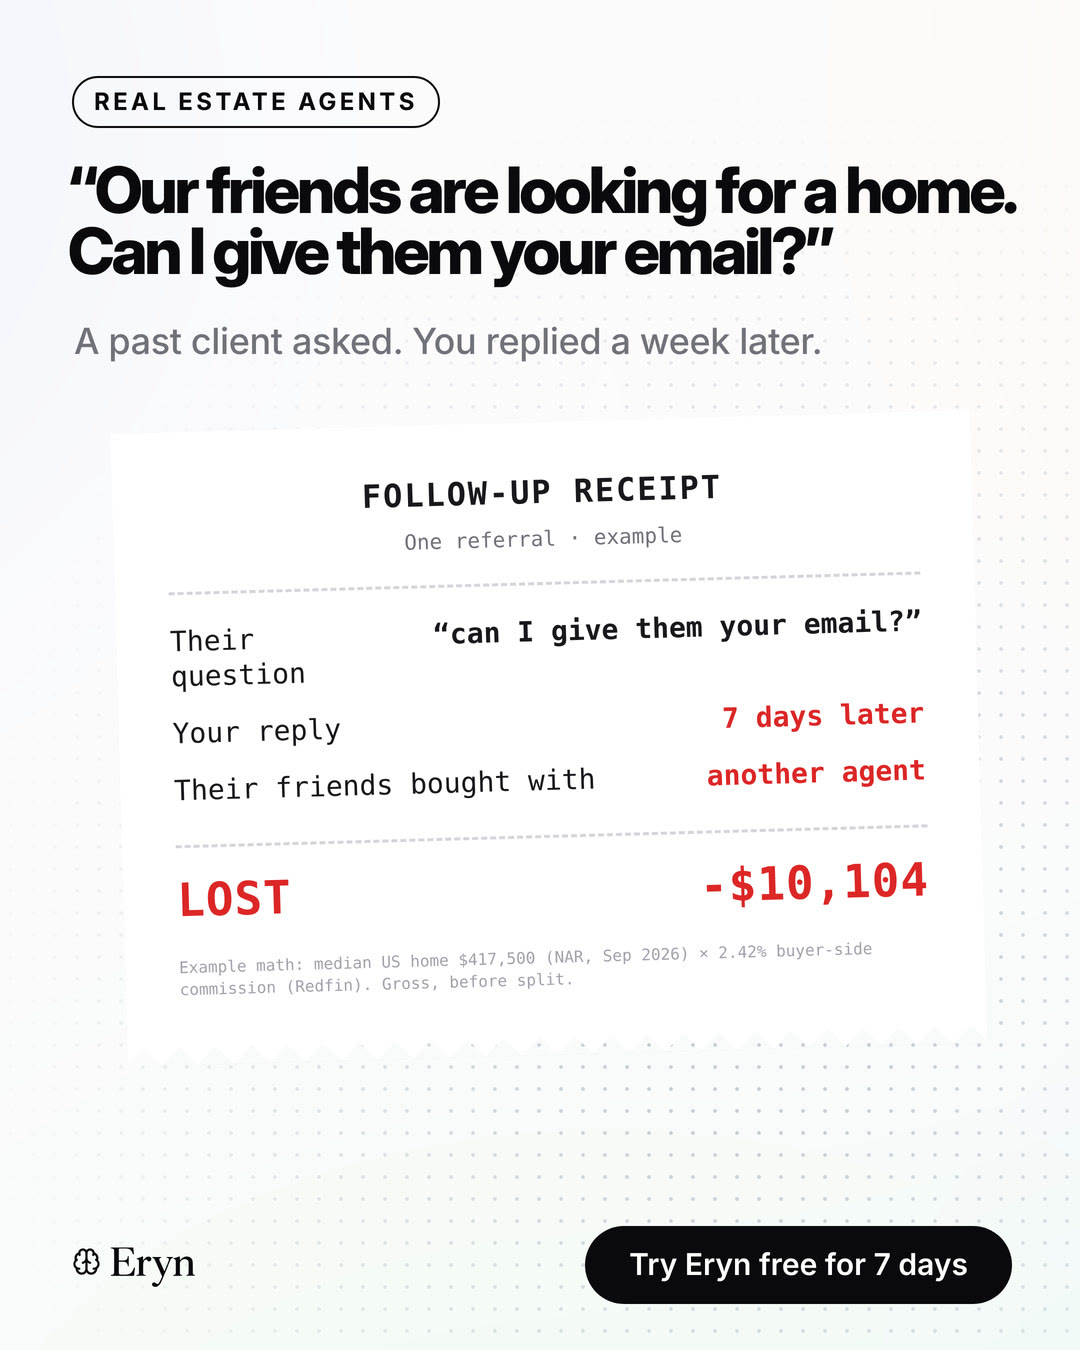 REAL ESTATE AGENTS
“Our friends are looking for a home.
Can I give them your email?”
A past client asked. You replied a week later.
FOLLOW-UP RECEIPT
One referral · example
Their question “can I give them your email?”
Your reply 7 days later
Their friends bought with another agent
LOST -$10,104
Example math: median US home $417,500 (NAR, Sep 2026) × 2.42% buyer-side
commission (Redfin). Gross, before split.
Eryn
Try Eryn free for 7 days